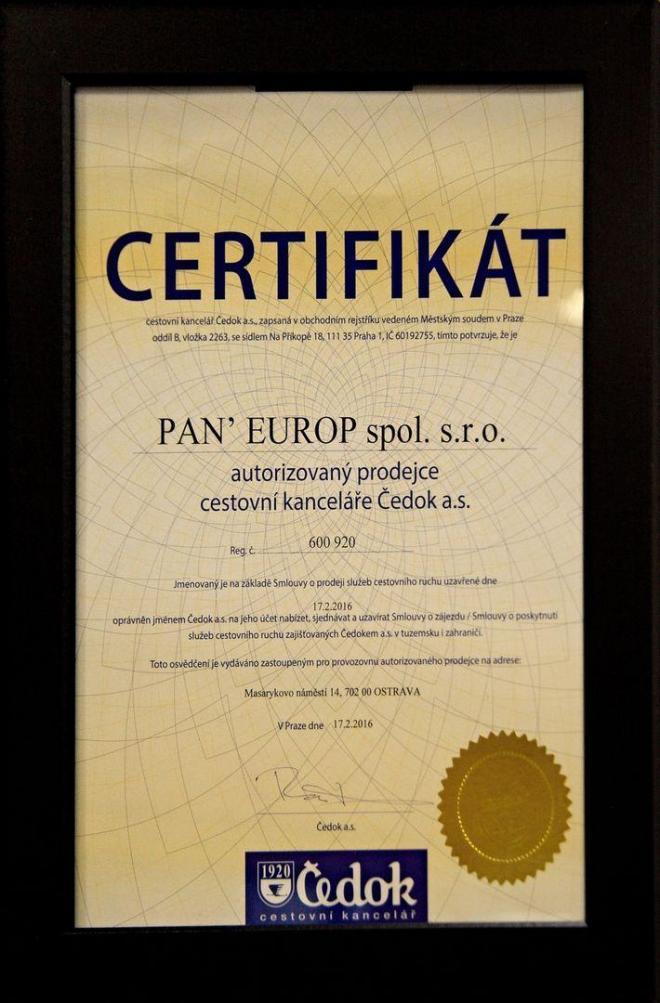 CERTIFIKÁT
cestovní kancelář Čedok a.s., zapsaná v obchodním rejstříku vedeném Městským soudem v Praze
oddíl B, vložka 2263, se sídlem Na Příkopě 18, 111 35 Praha 1, IČ 60192755, tímto potvrzuje, že je
PAN' EUROP spol. s.r.o.
autorizovaný prodejce
cestovní kanceláře Čedok a.s.
Reg. č. 600 920
Jmenovaný je na základě Smlouvy o prodeji služeb cestovního ruchu uzavřené dne
17.2.2016
oprávněn jménem Čedok a.s. na jeho účet nabízet, sjednávat a uzavírat Smlouvy o zájezdu / Smlouvy o poskytnutí
služeb cestovního ruchu zajišťovaných Čedokem a.s. v tuzemsku i zahraničí.
Toto osvědčení je vydáváno zastoupeným pro provozovnu autorizovaného prodejce na adrese:
Masarykovo náměstí 14, 702 00 OSTRAVA
V Praze dne 17.2.2016
Čedok a.s.
1920 Čedok
cestovní kancelář